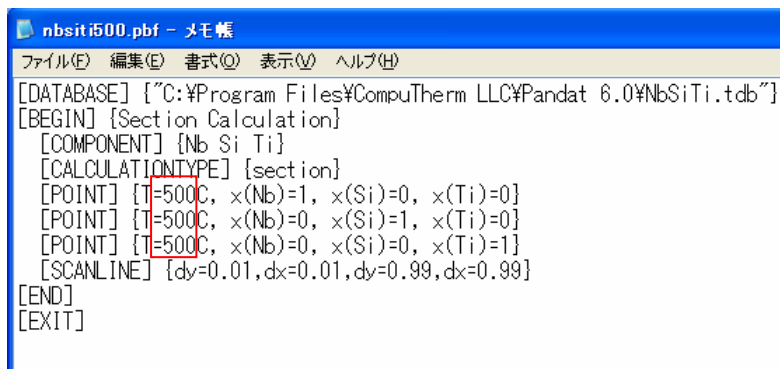 nbsiti500.pbf - メモ帳
ファイル(F) 編集(E) 書式(O) 表示(V) ヘルプ(H)
[DATABASE] {"C:¥Program Files¥CompuTherm LLC¥Pandat 6.0¥NbSiTi.tdb"}
[BEGIN] {Section Calculation}
[COMPONENT] {Nb Si Ti}
[CALCULATIONTYPE] {section}
[POINT] {T=500C, x(Nb)=1, x(Si)=0, x(Ti)=0}
[POINT] {T=500C, x(Nb)=0, x(Si)=1, x(Ti)=0}
[POINT] {T=500C, x(Nb)=0, x(Si)=0, x(Ti)=1}
[SCANLINE] {dy=0.01,dx=0.01,dy=0.99,dx=0.99}
[END]
[EXIT]